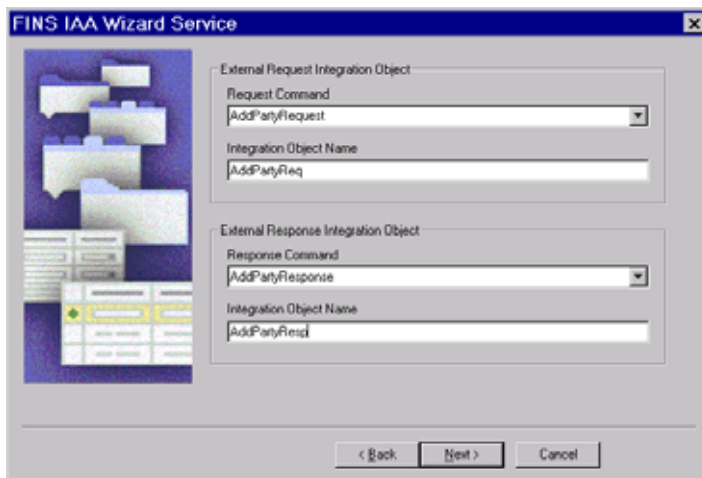 FINS IAA Wizard Service
External Request Integration Object
Request Command
AddPartyRequest
Integration Object Name
AddPartyReq
External Response Integration Object
Response Command
AddPartyResponse
Integration Object Name
AddPartyResp
< Back
Next >
Cancel